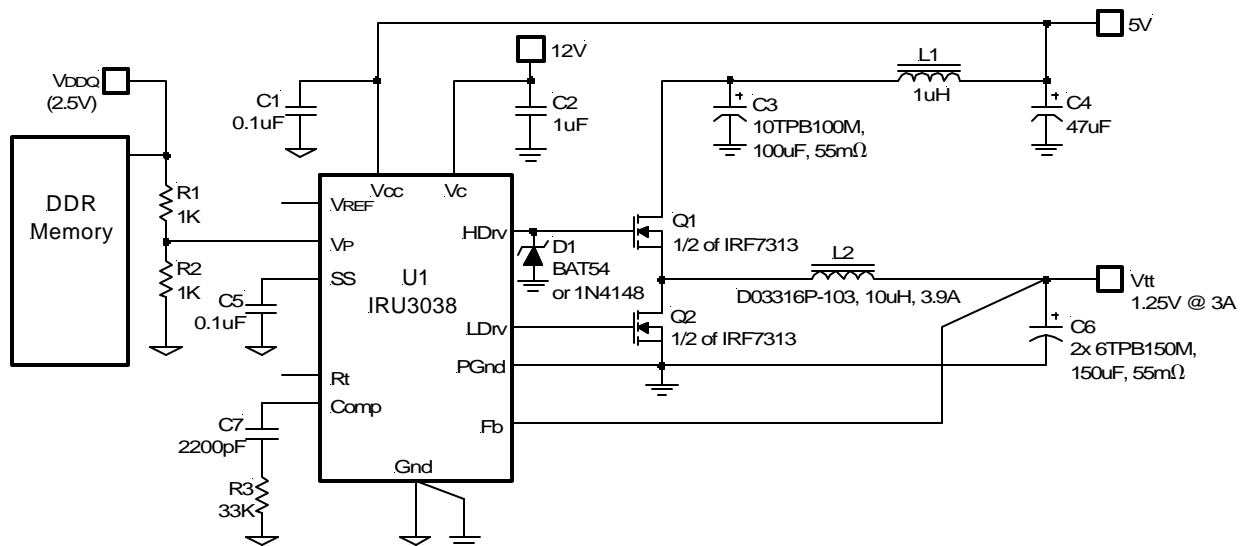 5V
12V
L1
1uH
VDDQ
(2.5V)
C1
0.1uF
C2
1uF
C3
10TPB100M,
100uF, 55mΩ
C4
47uF
DDR
Memory
R1
1K
R2
1K
Vcc
Vc
VREF
VP
SS
U1
IRU3038
HDrv
LDrv
PGnd
Rt
Comp
Fb
Gnd
D1
BAT54
or 1N4148
Q1
1/2 of IRF7313
L2
D03316P-103, 10uH, 3.9A
Q2
1/2 of IRF7313
Vtt
1.25V @ 3A
C6
2x 6TPB150M,
150uF, 55mΩ
C5
0.1uF
C7
2200pF
R3
33K